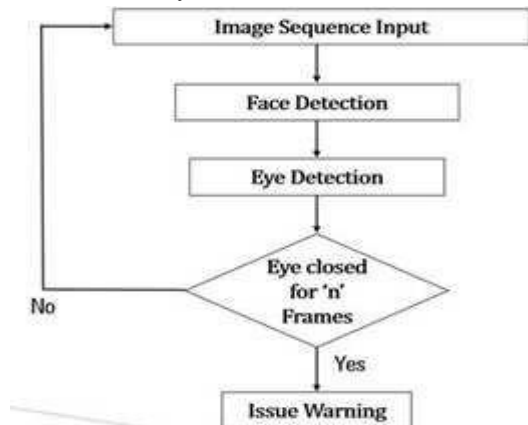 Image Sequence Input
Face Detection
Eye Detection
Eye closed
for 'n'
Frames
No
Yes
Issue Warning